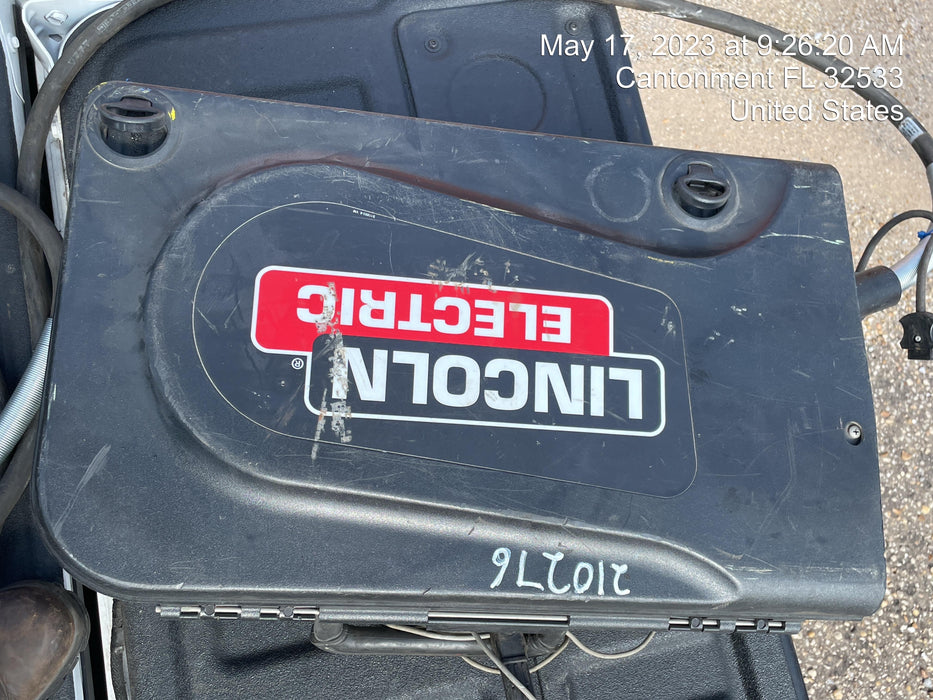 May 17, 2023 at 9:26:20 AM
Cantonment FL 32533
United States
LINCOLN ®
ELECTRIC
210276